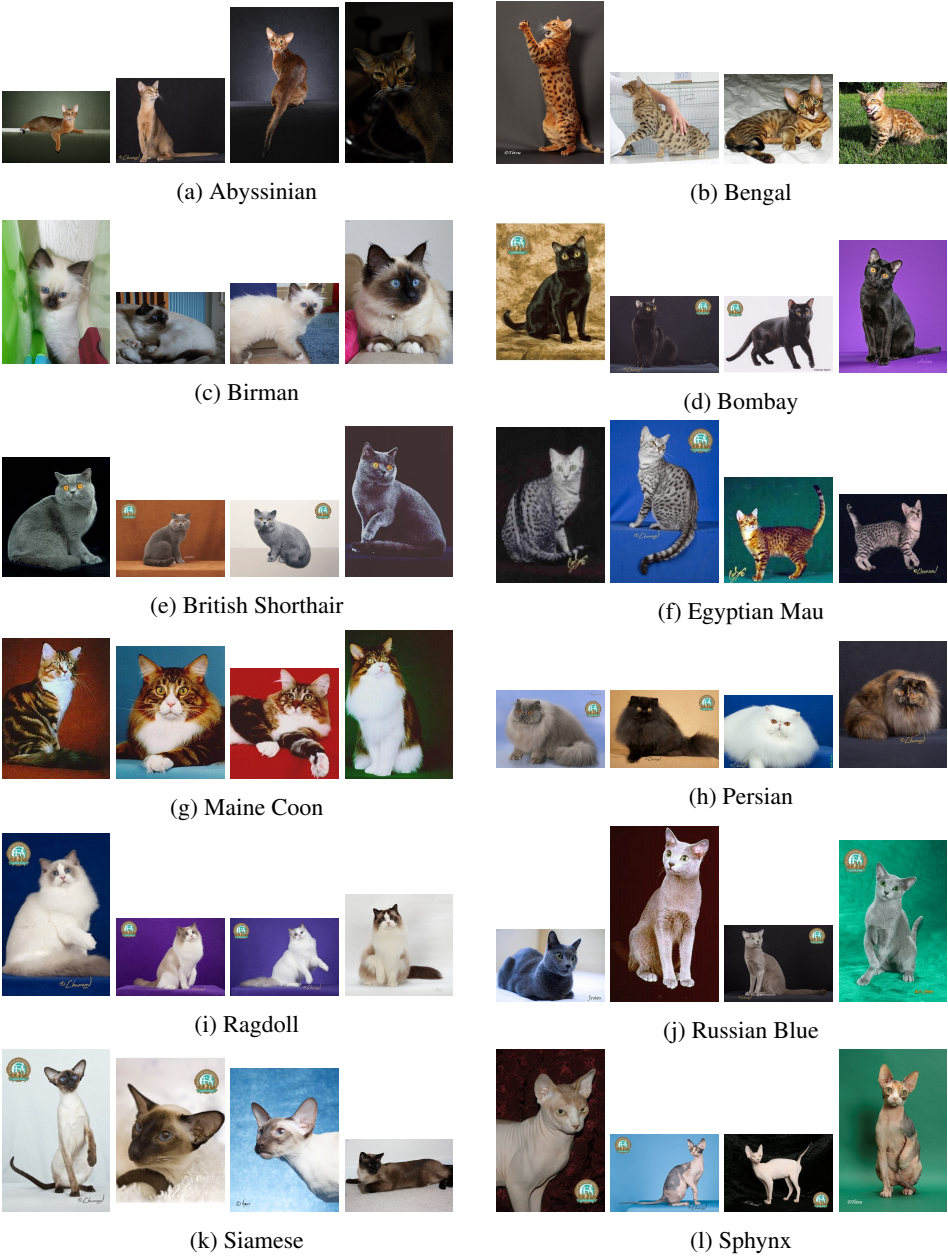 (a) Abyssinian
(b) Bengal
(c) Birman
(d) Bombay
(e) British Shorthair
(f) Egyptian Mau
(g) Maine Coon
(h) Persian
(i) Ragdoll
(j) Russian Blue
(k) Siamese
(l) Sphynx